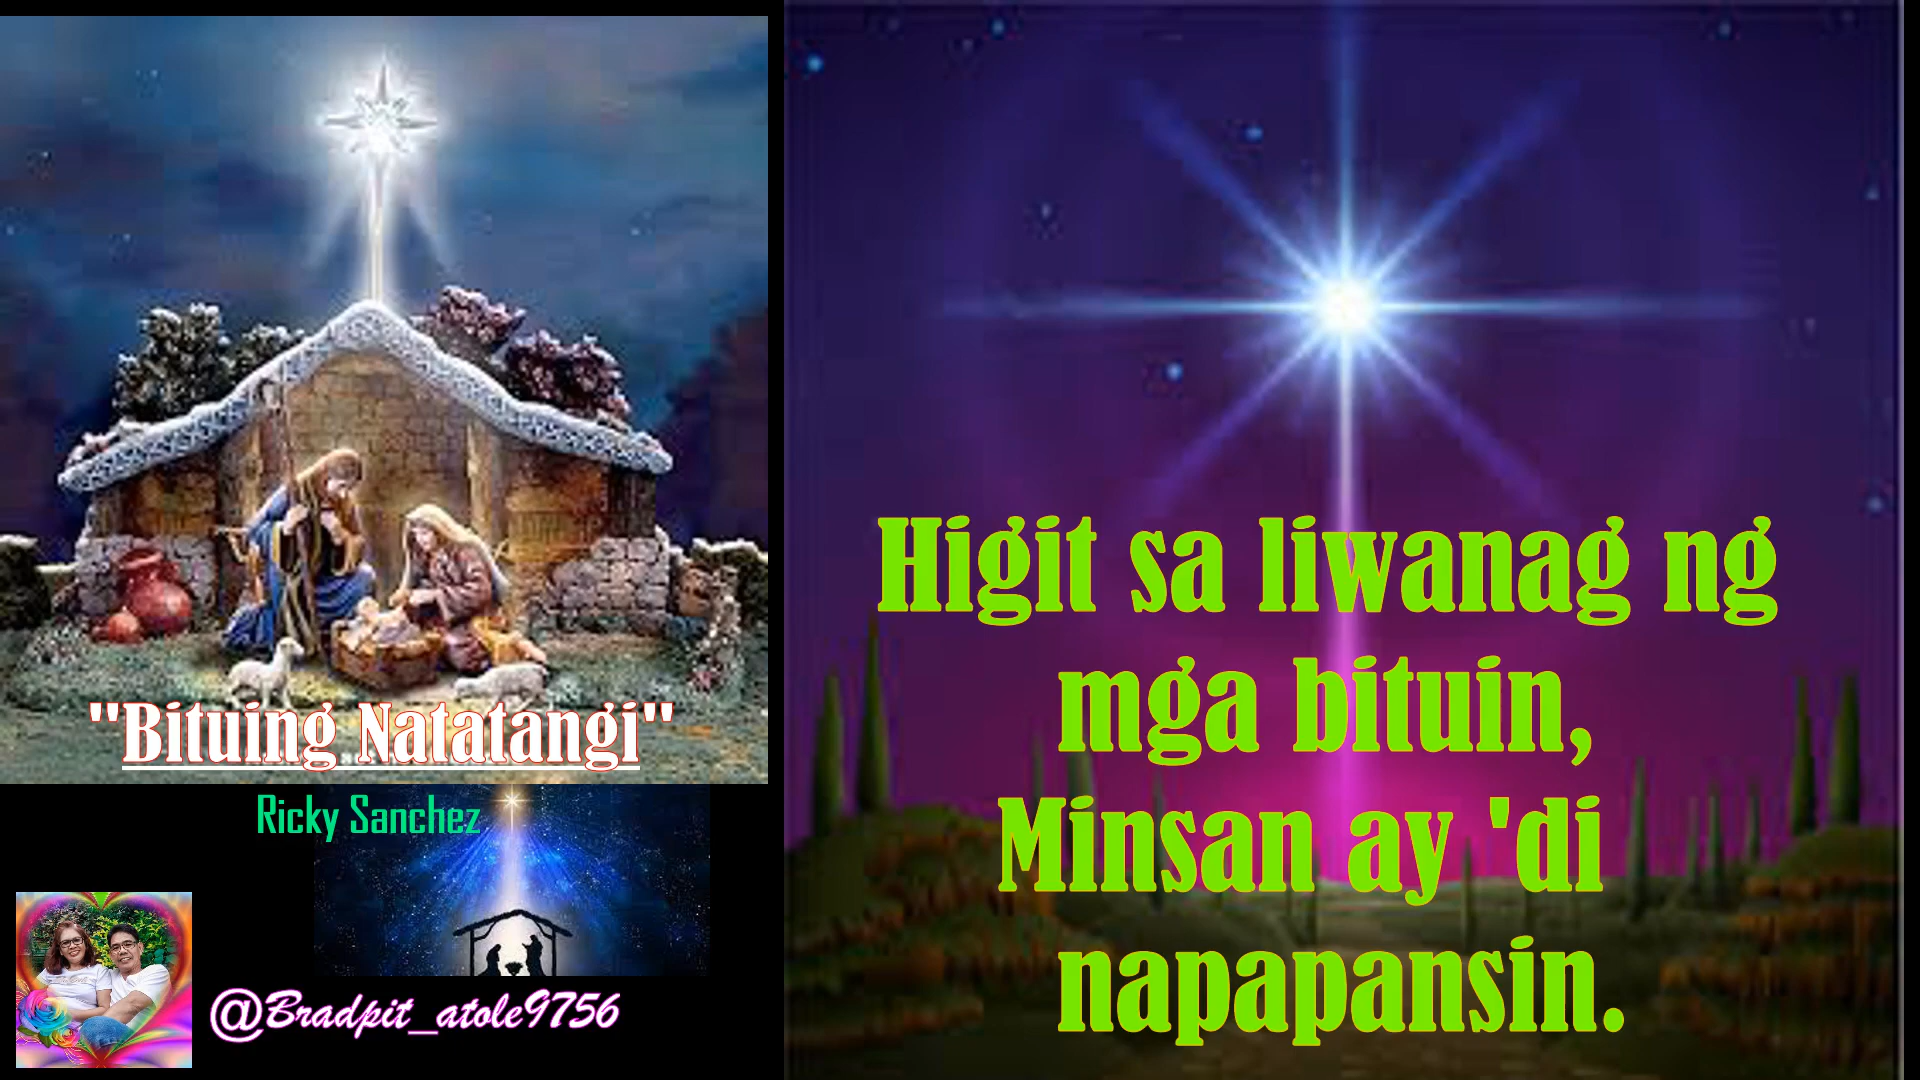 "Bituing Natatangi"
Ricky Sanchez
@Bradpit_atole9756
Higit sa liwanag ng
mga bituin,
Minsan ay 'di
napapansin.